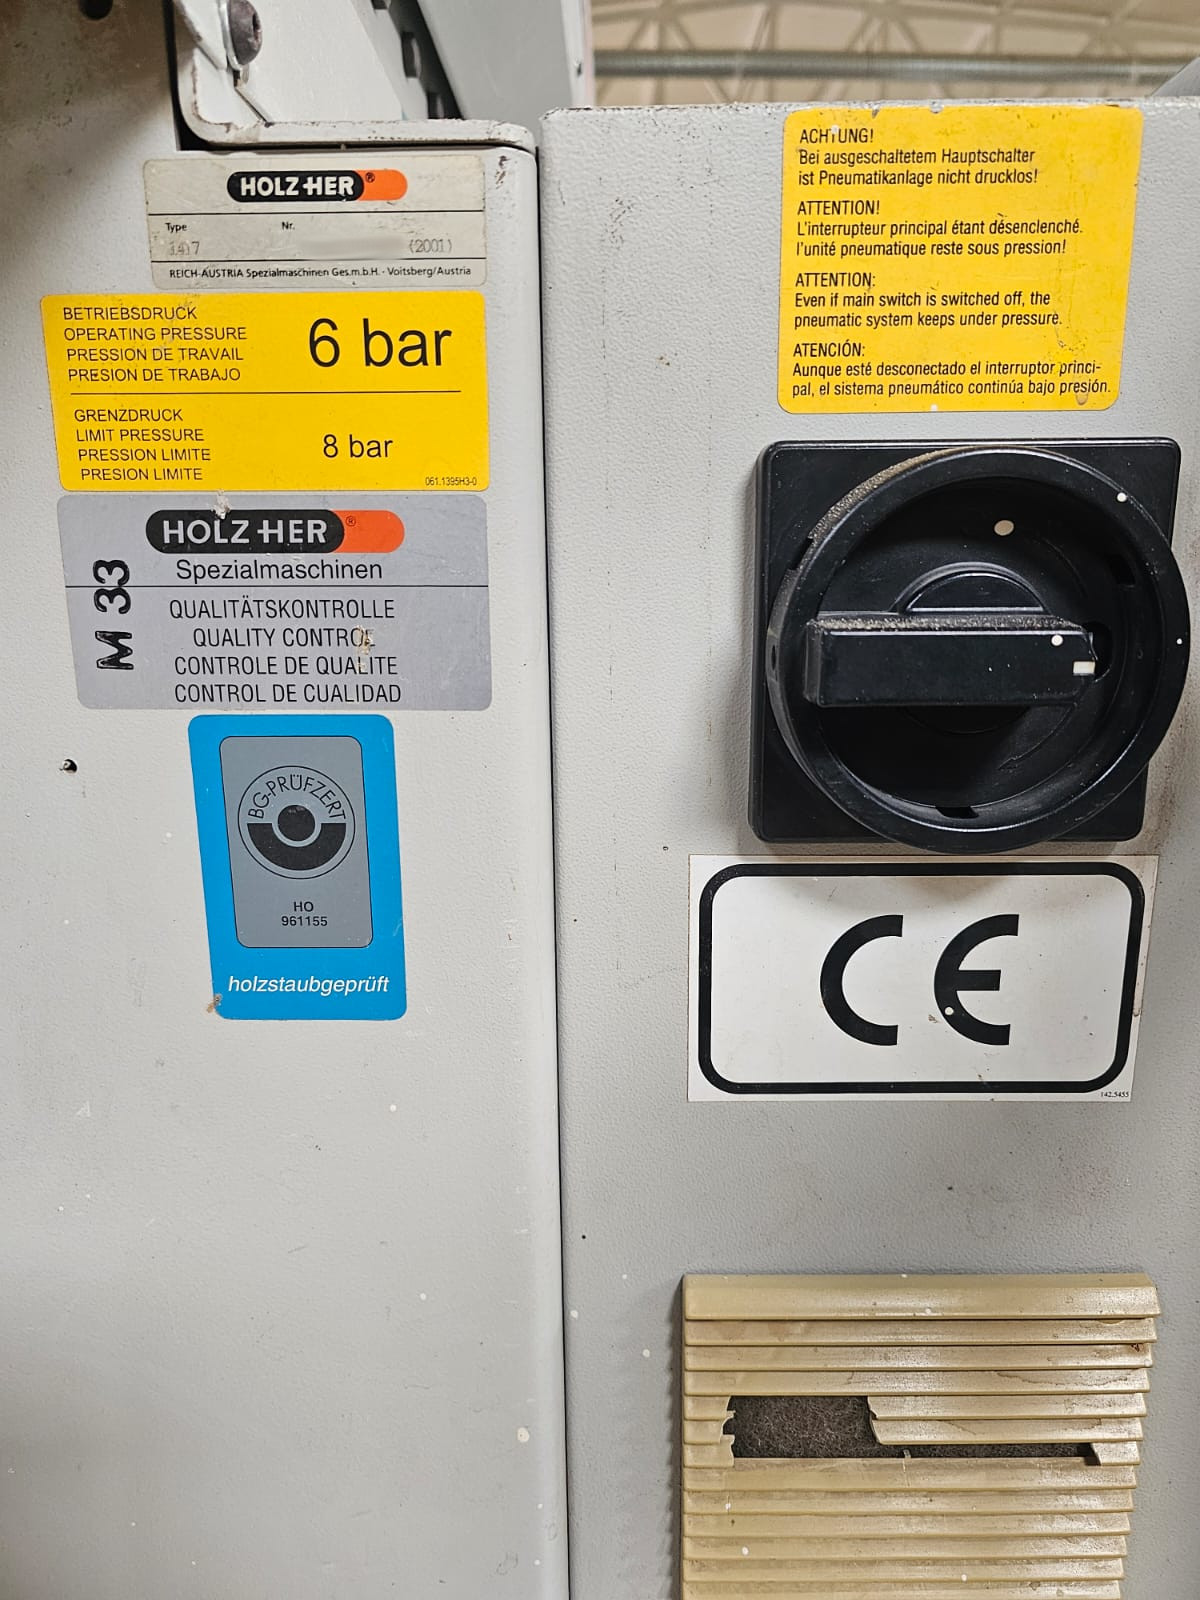 HOLZ-HER®
Type Nr.
1417 (2001)
REICH-AUSTRIA Spezialmaschinen Ges.m.b.H. - Voitsberg/Austria
BETRIEBSDRUCK
OPERATING PRESSURE
PRESSION DE TRAVAIL
PRESION DE TRABAJO
6 bar
GRENZDRUCK
LIMIT PRESSURE
PRESSION LIMITE
PRESION LIMITE
8 bar
061.1395H3-0
HOLZ-HER®
Spezialmaschinen
M 33
QUALITÄTSKONTROLLE
QUALITY CONTROL
CONTROLE DE QUALITE
CONTROL DE CUALIDAD
BG-PRÜFZERT
HO
961155
holzstaubgeprüft
ACHTUNG!
Bei ausgeschaltetem Hauptschalter
ist Pneumatikanlage nicht drucklos!
ATTENTION!
L'interrupteur principal étant désenclenché.
l'unité pneumatique reste sous pression!
ATTENTION:
Even if main switch is switched off, the
pneumatic system keeps under pressure.
ATENCIÓN:
Aunque esté desconectado el interruptor princi-
pal, el sistema pneumático continúa bajo presión.
CE
142.5455